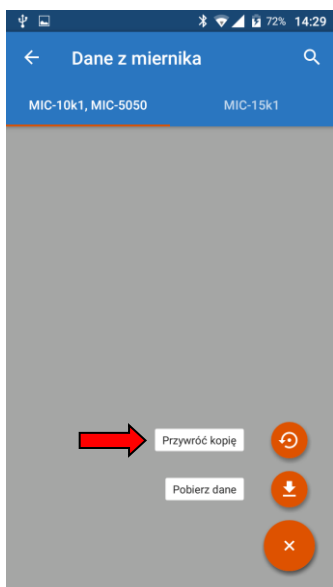 72% 14:29
Dane z miernika
MIC-10k1, MIC-5050 MIC-15k1
Przywróć kopię
Pobierz dane